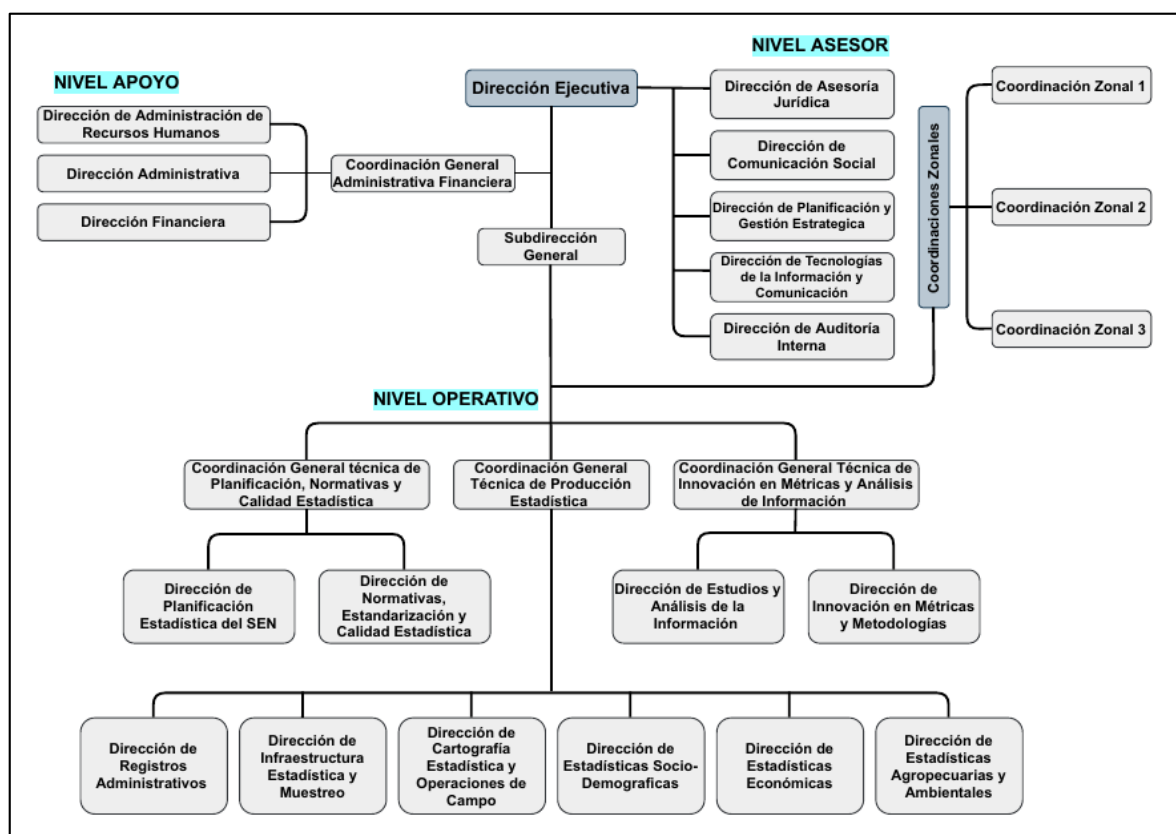 NIVEL ASESOR
NIVEL APOYO
Dirección Ejecutiva
Dirección de Asesoría
Jurídica
Coordinación Zonal 1
Dirección de Administración de
Recursos Humanos
Dirección de
Comunicación Social
Coordinación General
Administrativa Financiera
Dirección Administrativa
Coordinaciones Zonales
Dirección Financiera
Dirección de Planificación y
Gestión Estrategica
Coordinación Zonal 2
Subdirección
General
Dirección de Tecnologías
de la Información y
Comunicación
Dirección de Auditoría
Interna
Coordinación Zonal 3
NIVEL OPERATIVO
Coordinación General técnica de
Planificación, Normativas y
Calidad Estadística
Coordinación General
Técnica de Producción
Estadística
Coordinación General Técnica de
Innovación en Métricas y Análisis
de Información
Dirección de
Planificación
Estadística del SEN
Dirección de
Normativas,
Estandarización y
Calidad Estadística
Dirección de Estudios y
Análisis de la
Información
Dirección de
Innovación en Métricas
y Metodologías
Dirección de
Registros
Administrativos
Dirección de
Infraestructura
Estadística y
Muestreo
Dirección de
Cartografía
Estadística y
Operaciones de
Campo
Dirección de
Estadísticas Socio-
Demograficas
Dirección de
Estadísticas
Económicas
Dirección de
Estadísticas
Agropecuarias y
Ambientales